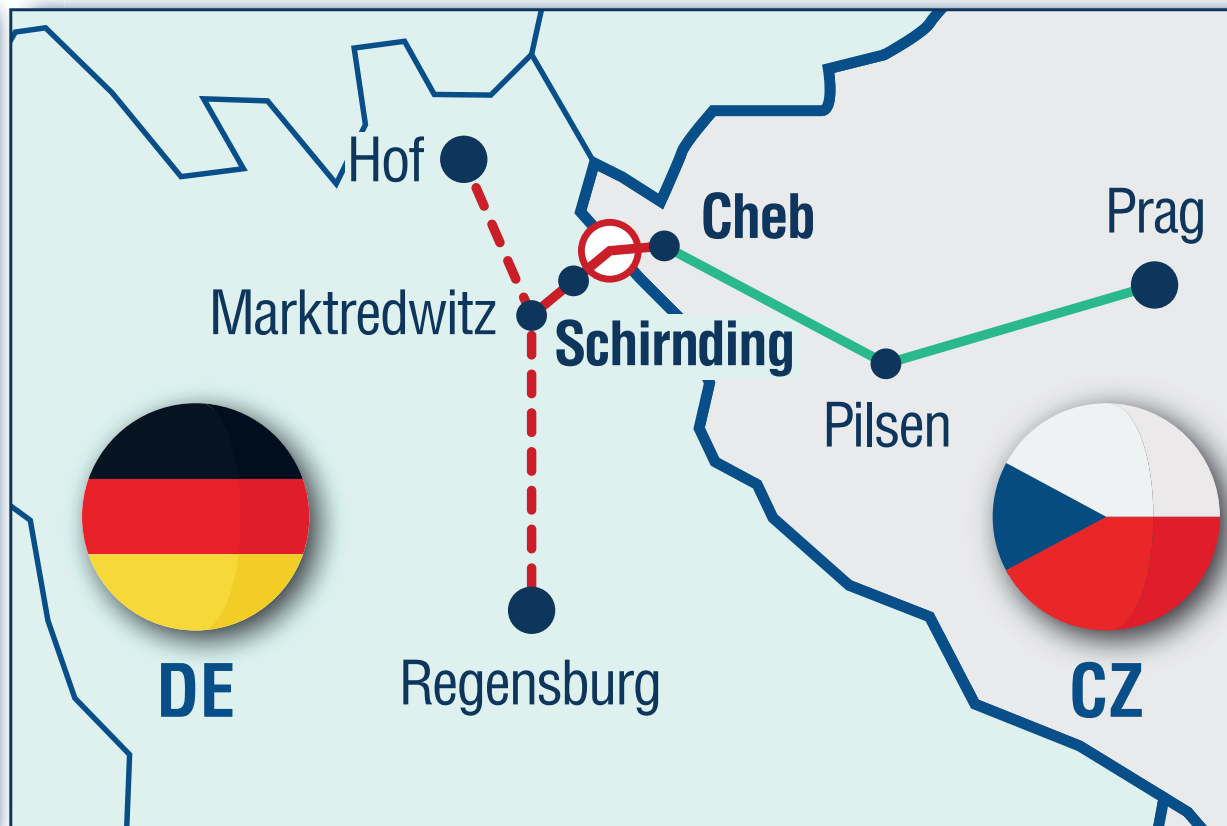 Hof
Cheb
Prag
Marktredwitz
Schirnding
Pilsen
Regensburg
DE
CZ